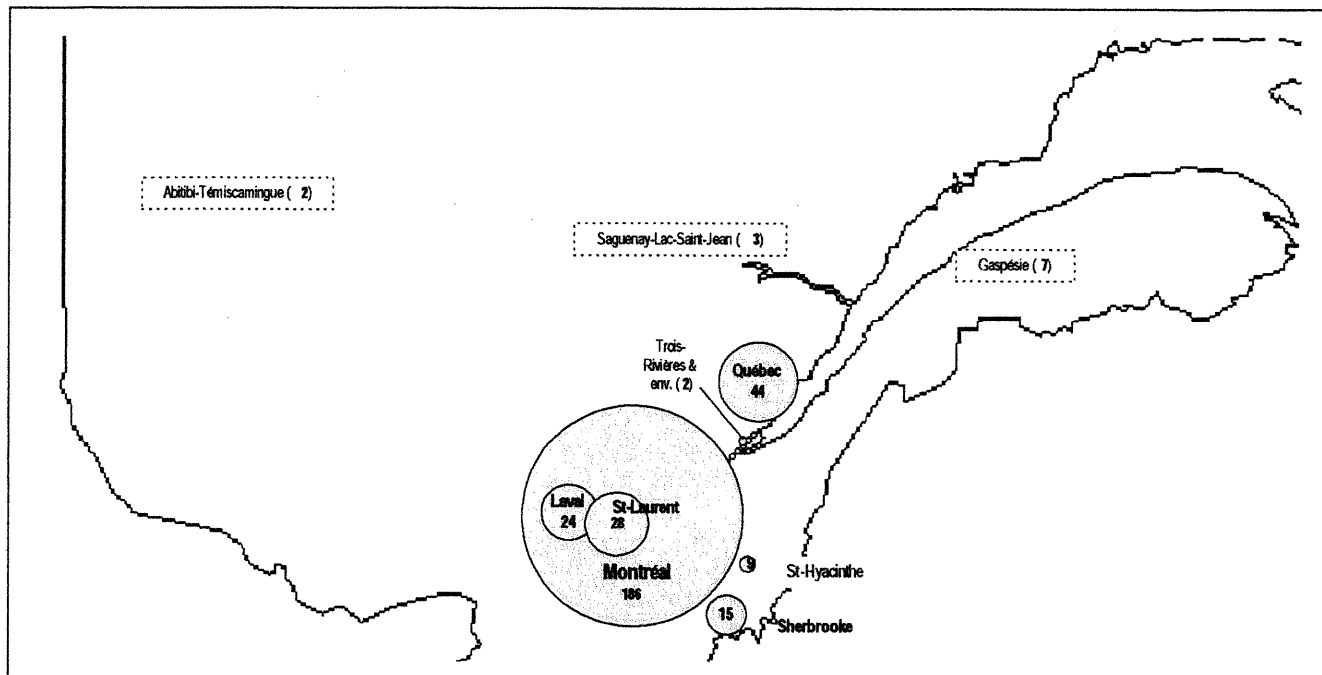 Abitibi-Témiscamingue ( 2)
Saguenay-Lac-Saint-Jean ( 3)
Gaspésie ( 7)
Trois-
Rivières &
env. ( 2)
Québec
44
Laval
24
St-Laurent
28
Montréal
186
9
St-Hyacinthe
15
Sherbrooke